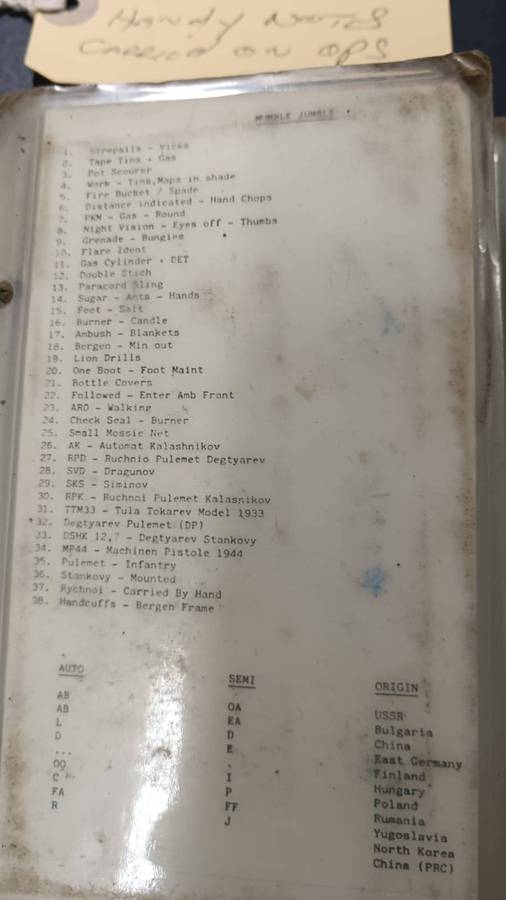 HANDY NOTES
CARRIED ON OPS
MUMBLE JUMBLE
1. Strepsils - Vicks
2. Tape Tins + Gas
3. Pot Scourer
4. Work - Tins,Maps in shade
5. Fire Bucket / Spade
6. Distance indicated - Hand Chops
7. PKM - Gas - Round
8. Night Vision - Eyes off - Thumbs
9. Grenade - Bungies
10. Flare Ident
11. Gas Cylinder + DET
12. Double Stich
13. Paracord Sling
14. Sugar - Ants - Hands
15. Feet - Salt
16. Burner - Candle
17. Ambush - Blankets
18. Bergen - Min out
19. Lion Drills
20. One Boot - Foot Maint
21. Bottle Covers
22. Followed - Enter Amb Front
23. ARD - Walking
24. Check Seal - Burner
25. Small Mossie Net
26. AK - Automat Kalashnikov
27. RPD - Ruchnio Pulemet Degtyarev
28. SVD - Dragunov
29. SKS - Siminov
30. RPK - Ruchnoi Pulemet Kalasnikov
31. TTM33 - Tula Tokarev Model 1933
32. Degtyarev Pulemet (DP)
33. DSHK 12,7 - Degtyarev Stankovy
34. MP44 - Machinen Pistole 1944
35. Pulemet - Infantry
36. Stankovy - Mounted
37. Rychnoi - Carried By Hand
38. Handcuffs - Bergen Frame
AUTO SEMI ORIGIN
AB OA USSR
AB EA Bulgaria
L D China
D E East Germany
... . Finland
OO I Hungary
C P Poland
FA FF Rumania
R J Yugoslavia
North Korea
China (PRC)